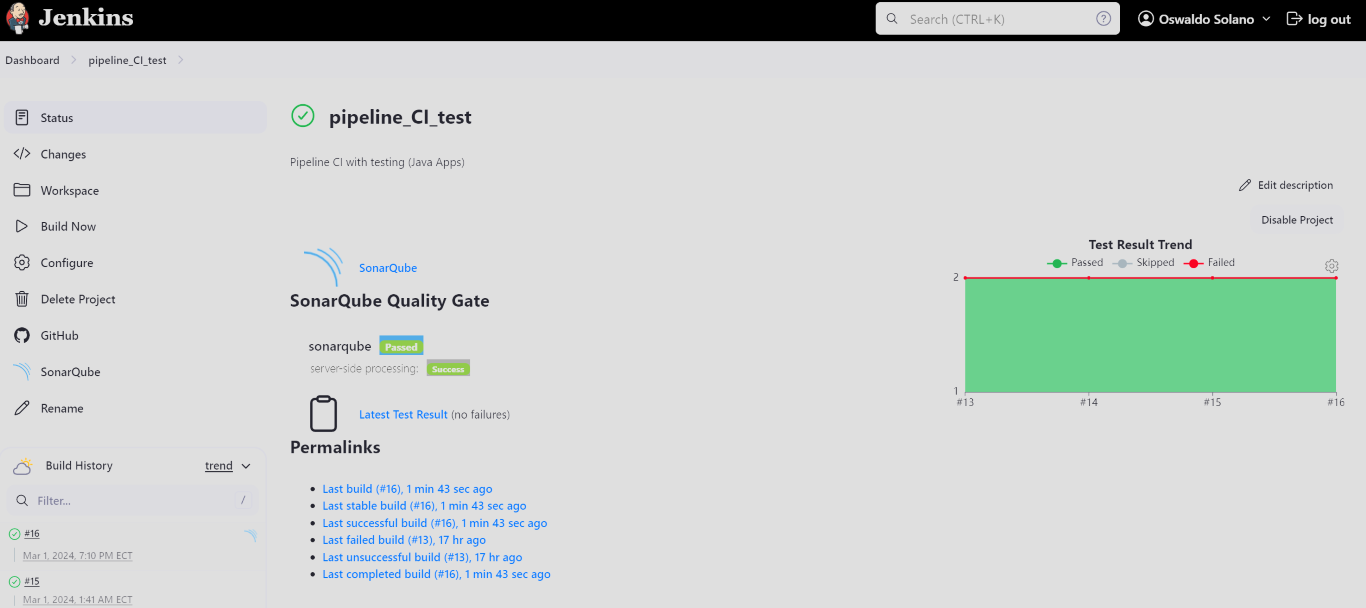 Jenkins
Search (CTRL+K)
?
Oswaldo Solano
log out
Dashboard
pipeline_CI_test
Status
Changes
Workspace
Build Now
Configure
Delete Project
GitHub
SonarQube
Rename
Build History
trend
Filter...
/
#16
Mar 1, 2024, 7:10 PM ECT
#15
Mar 1, 2024, 1:41 AM ECT
pipeline_CI_test
Pipeline CI with testing (Java Apps)
Edit description
Disable Project
SonarQube
SonarQube Quality Gate
sonarqube Passed
server-side processing: Success
Latest Test Result (no failures)
Permalinks
Last build (#16), 1 min 43 sec ago
Last stable build (#16), 1 min 43 sec ago
Last successful build (#16), 1 min 43 sec ago
Last failed build (#13), 17 hr ago
Last unsuccessful build (#13), 17 hr ago
Last completed build (#16), 1 min 43 sec ago
Test Result Trend
Passed Skipped Failed
2
1
#13 #14 #15 #16